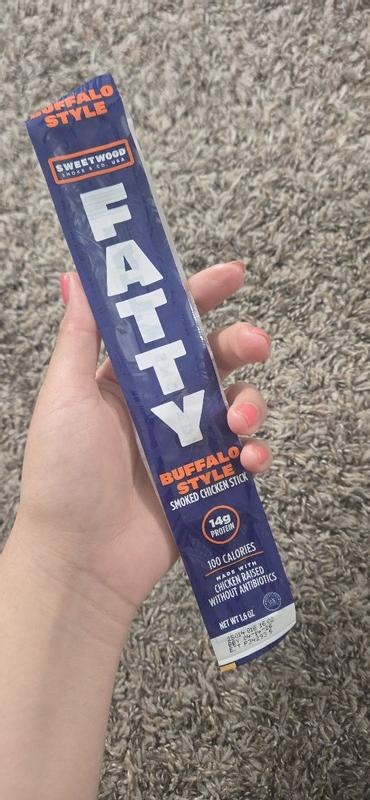 BUFFALO
STYLE
SWEETWOOD
SMOKE & CO. USA
FATTY
BUFFALO
STYLE
SMOKED CHICKEN STICK
14g
PROTEIN
100 CALORIES
MADE WITH
CHICKEN RAISED
WITHOUT ANTIBIOTICS
NET WT 1.6 OZ